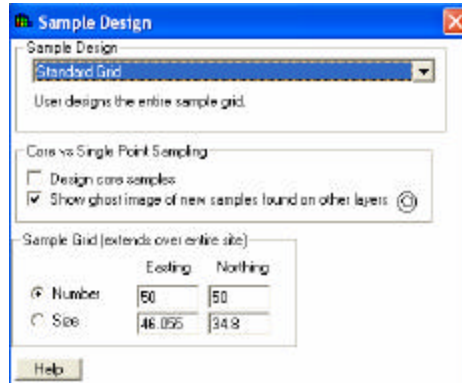 Sample Design
Sample Design
Standard Grid
User designs the entire sample grid.
Core vs Single Point Sampling
Design core samples
Show ghost image of new samples found on other layers
Sample Grid (extends over entire site)
Easting Northing
Number 50 50
Size 46.055 34.8
Help